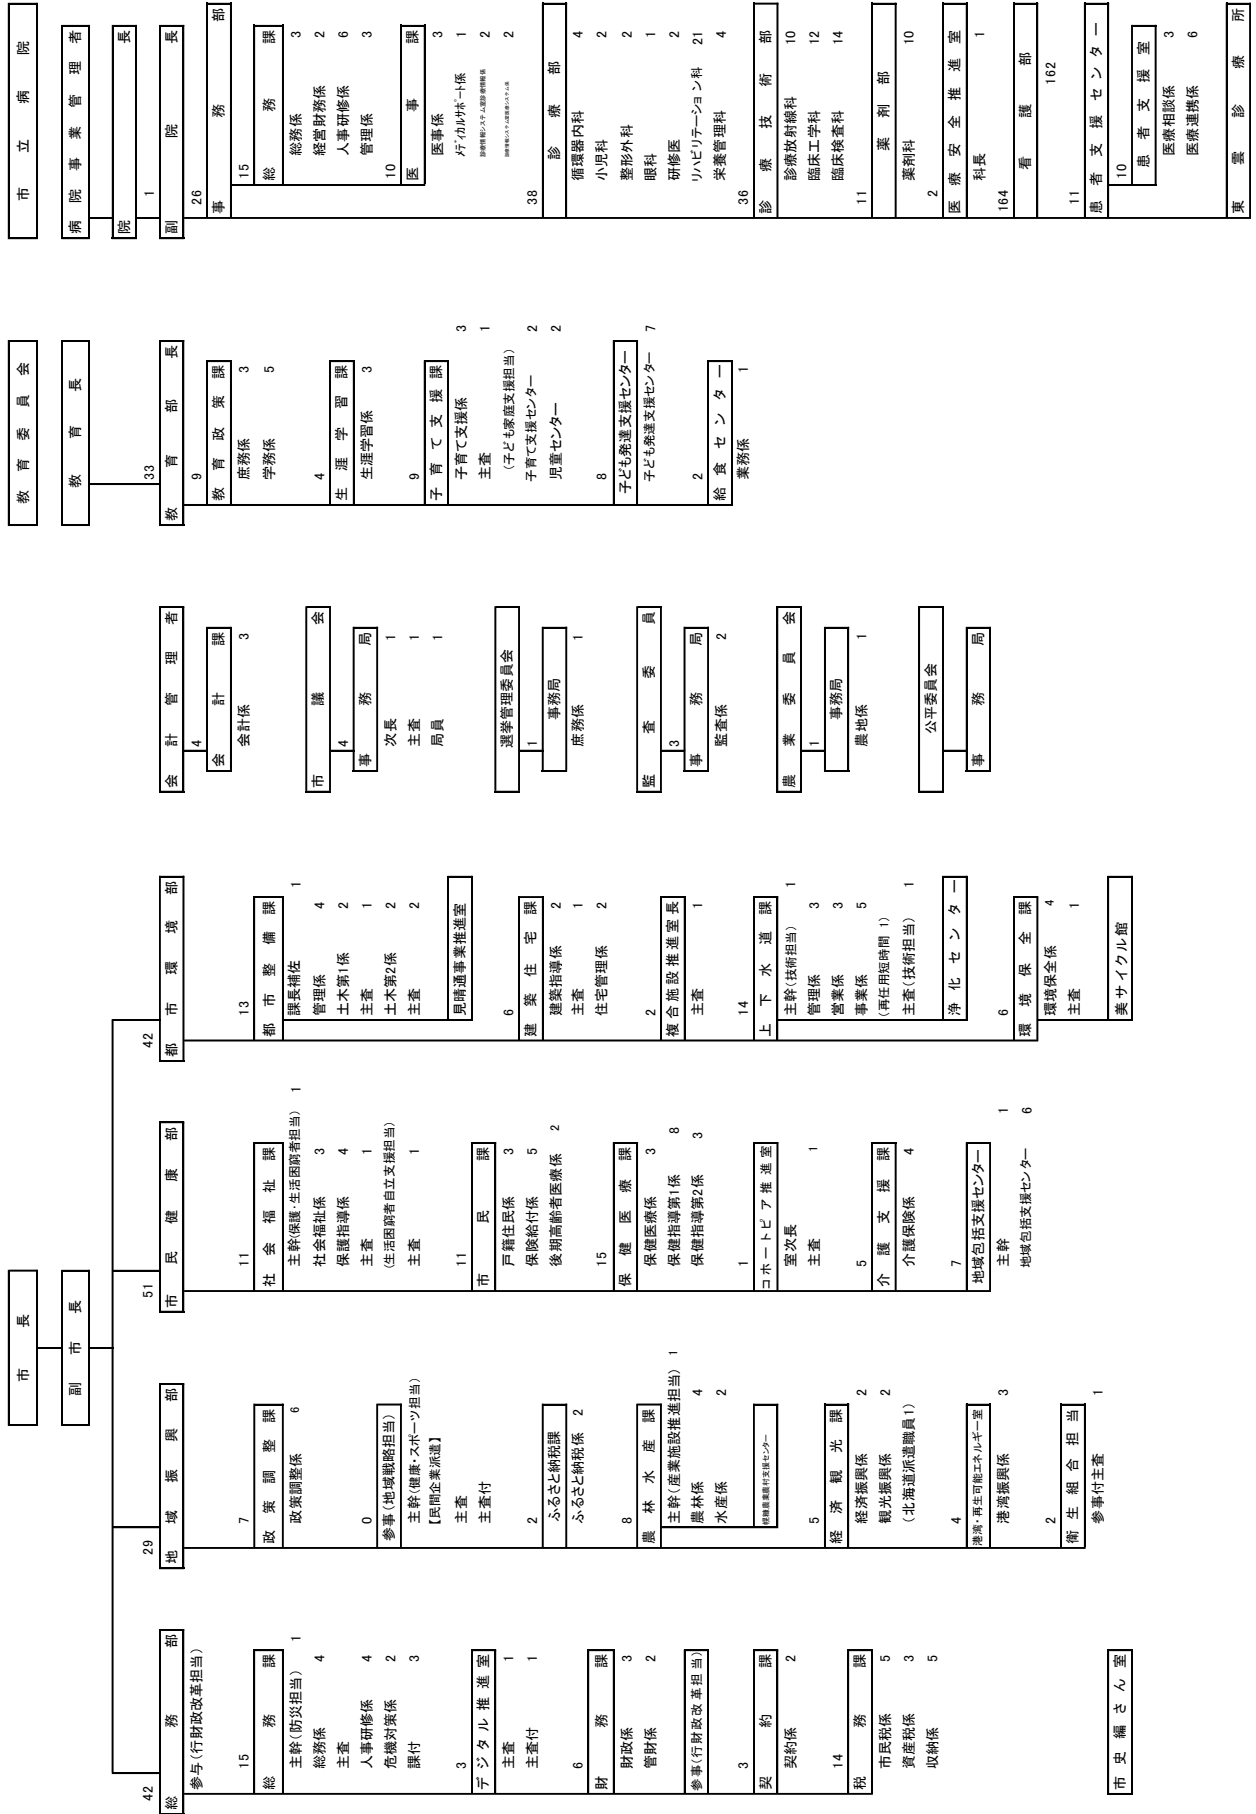 市長
副市長
42
総務部
参与(行財政改革担当)
15
総務課
主幹(防災担当) 1
総務係 4
主査
人事研修係 4
危機対策係 2
課付 3
3
デジタル推進室
主査 1
主査付 1
6
財務課
財政係 3
管財係 2
参事(行財政改革担当)
3
契約課
契約係 2
14
税務課
市民税係 5
資産税係 3
収納係 5
市史編さん室
29
地域振興部
7
政策調整課
政策調整係 6
0
参事(地域戦略担当)
主幹(健康・スポーツ担当)
【民間企業派遣】
主査
主査付
2
ふるさと納税課
ふるさと納税係 2
8
農林水産課
主幹(産業施設推進担当) 1
農林係 4
水産係 2
5
経済観光課
経済振興係 2
観光振興係 2
(北海道派遣職員1)
4
港湾・再生可能エネルギー室
港湾振興係 3
2
衛生組合担当
参事付主査 1
51
市民健康部
11
社会福祉課
主幹(保護・生活困窮者担当) 1
社会福祉係 3
保護指導係 4
主査 1
(生活困窮者自立支援担当)
主査 1
11
市民課
戸籍住民係 3
保険給付係 5
後期高齢者医療係 2
15
保健医療課
保健医療係 3
保健指導第1係 8
保健指導第2係 3
1
コホートピア推進室
室次長
主査 1
5
介護支援課
介護保険係 4
7
地域包括支援センター
主幹 1
地域包括支援センター 6
42
都市環境部
13
都市整備課
課長補佐 1
管理係 4
土木第1係 2
主査 1
土木第2係 2
主査 2
見晴通事業推進室
6
建築住宅課
建築指導係 2
主査 1
住宅管理係 2
2
複合施設推進室長
主査 1
14
上下水道課
主幹(技術担当) 1
管理係 3
営業係 3
事業係 5
(再任用短時間 1)
主査(技術担当) 1
浄化センター
6
環境保全課
環境保全係 4
主査 1
美サイクル館
会計管理者
4
会計課
会計係 3
市議会
4
事務局
次長 1
主査 1
局員 1
選挙管理委員会
1
事務局
庶務係 1
監査委員
3
事務局
監査係 2
農業委員会
1
事務局
農地係 1
公平委員会
事務局
教育委員会
教育長
33
教育部長
9
教育政策課
庶務係 3
学務係 5
4
生涯学習課
生涯学習係 3
9
子育て支援課
子育て支援係 3
主査 1
(子ども家庭支援担当)
子育て支援センター 2
児童センター 2
8
子ども発達支援センター
子ども発達支援センター 7
2
給食センター
業務係 1
市立病院
病院事業管理者
院長
1
副院長
26
事務部
15
総務課
総務係 3
経営財務係 2
人事研修係 6
管理係 3
10
医事課
医事係 3
メディカルサポート係 1
2
2
38
診療部
循環器内科 4
小児科 2
整形外科 2
眼科 1
研修医 2
リハビリテーション科 21
栄養管理科 4
36
診療技術部
診療放射線科 10
臨床工学科 12
臨床検査科 14
11
薬剤部
薬剤科 10
2
医療安全推進室
科長 1
164
看護部
162
11
患者支援センター
10
患者支援室
医療相談係 3
医療連携係 6
東雲診療所